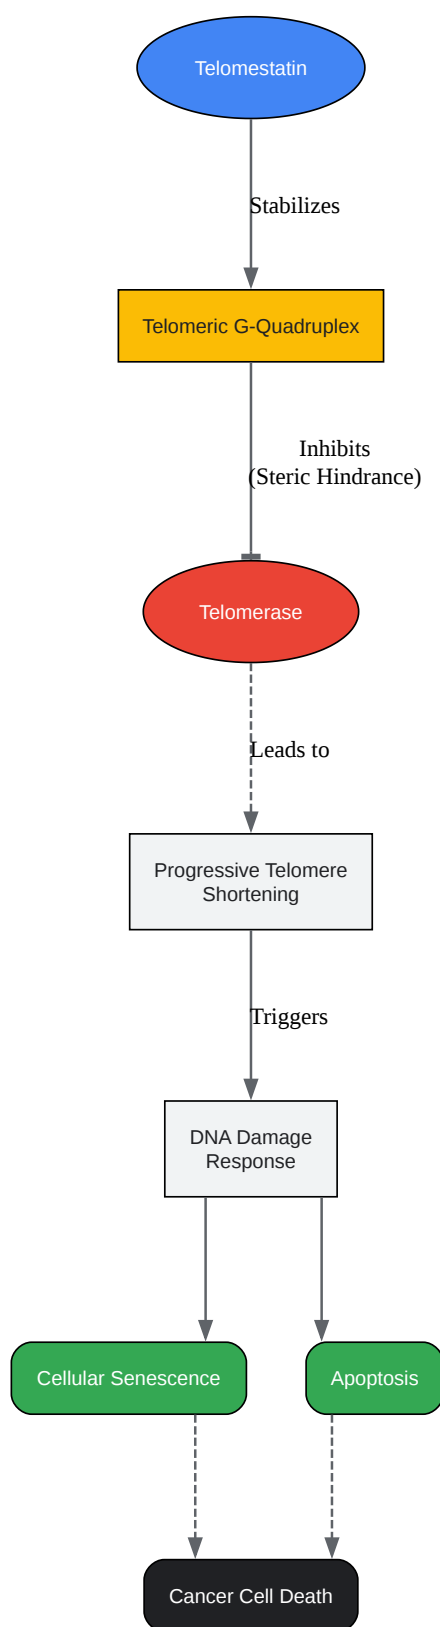 Telomestatin
Stabilizes
Telomeric G-Quadruplex
Inhibits
(Steric Hindrance)
Telomerase
Leads to
Progressive Telomere
Shortening
Triggers
DNA Damage
Response
Cellular Senescence
Apoptosis
Cancer Cell Death